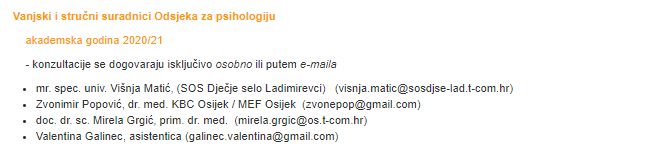 Vanjski i stručni suradnici Odsjeka za psihologiju
akademska godina 2020/21
- konzultacije se dogovaraju isključivo osobno ili putem e-maila
• mr. spec. univ. Višnja Matić, (SOS Dječje selo Ladimirevci) (visnja.matic@sosdjse-lad.t-com.hr)
• Zvonimir Popović, dr. med. KBC Osijek / MEF Osijek (zvonepop@gmail.com)
• doc. dr. sc. Mirela Grgić, prim. dr. med. (mirela.grgic@os.t-com.hr)
• Valentina Galinec, asistentica (galinec.valentina@gmail.com)